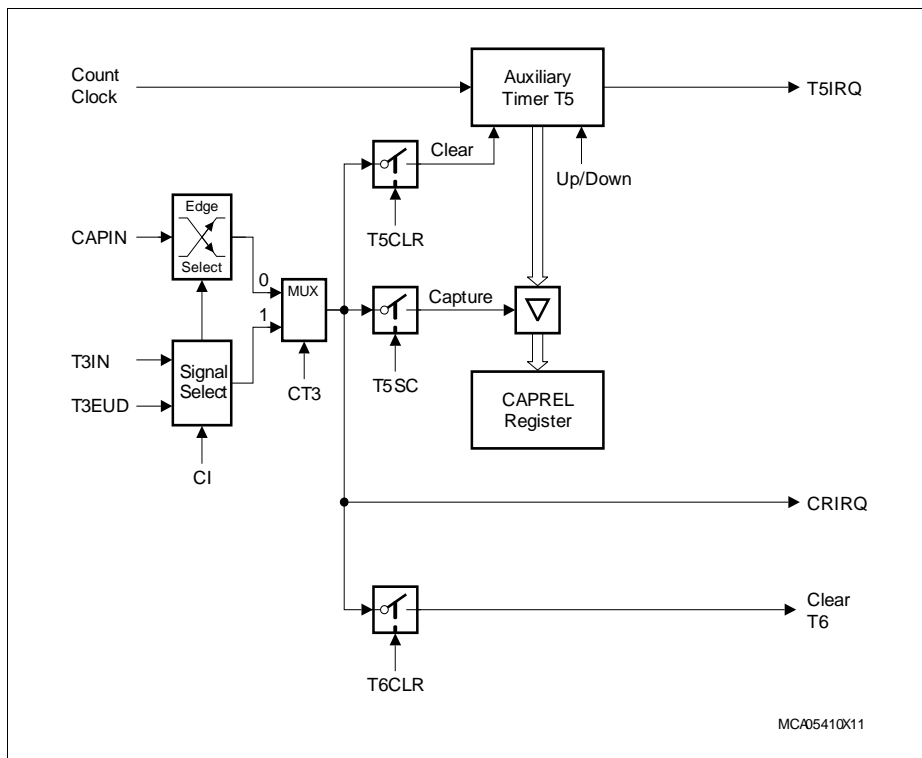 Count
Clock
Auxiliary
Timer T5
T5IRQ
Clear
Up/Down
T5CLR
Edge
Select
CAPIN
0
MUX
1
Capture
T3IN
T3EUD
Signal
Select
CT3
T5SC
CAPREL
Register
CI
CRIRQ
Clear
T6
T6CLR
MCA05410X11